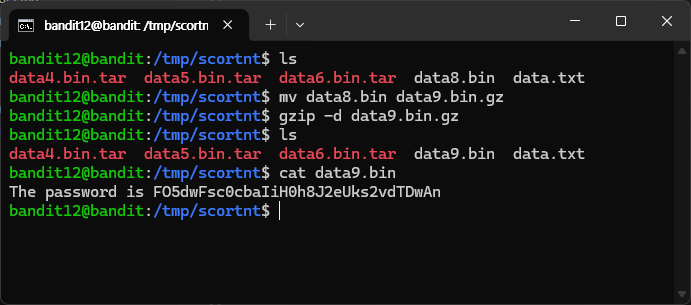 bandit12@bandit: /tmp/scortnt
bandit12@bandit:/tmp/scortnt$ ls
data4.bin.tar  data5.bin.tar  data6.bin.tar  data8.bin  data.txt
bandit12@bandit:/tmp/scortnt$ mv data8.bin data9.bin.gz
bandit12@bandit:/tmp/scortnt$ gzip -d data9.bin.gz
bandit12@bandit:/tmp/scortnt$ ls
data4.bin.tar  data5.bin.tar  data6.bin.tar  data9.bin  data.txt
bandit12@bandit:/tmp/scortnt$ cat data9.bin
The password is FO5dwFsc0cbaIiH0h8J2eUks2vdTDwAn
bandit12@bandit:/tmp/scortnt$